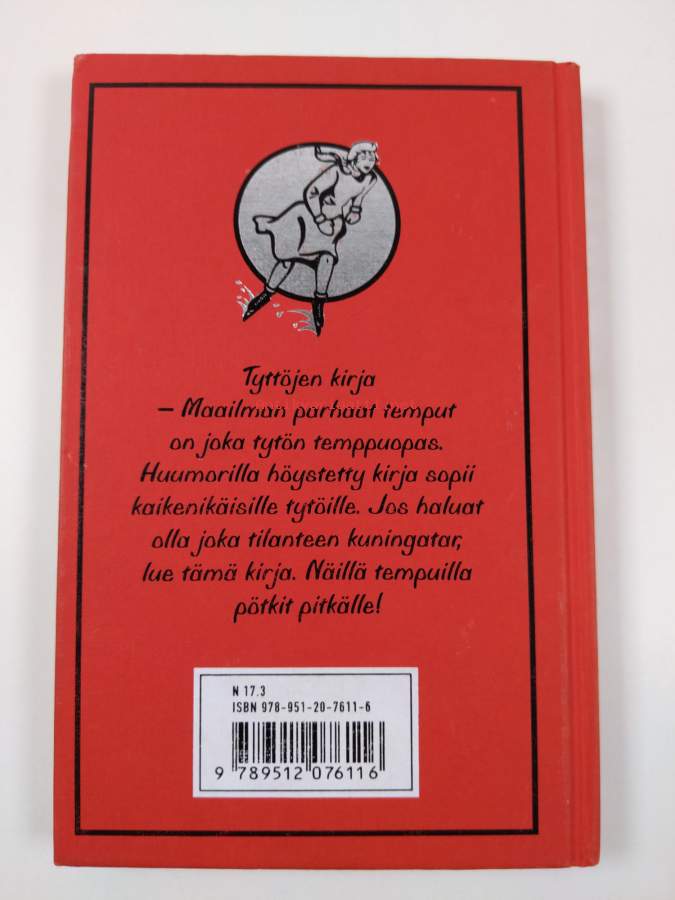 Tyttöjen kirja
– Maailman parhaat temput
on joka tytön temppuopas.
Huumorilla höystetty kirja sopii
kaikenikäisille tytöille. Jos haluat
olla joka tilanteen kuningatar,
lue tämä kirja. Näillä tempuilla
pötkit pitkälle!
N 17.3
ISBN 978-951-20-7611-6
9 789512 076116